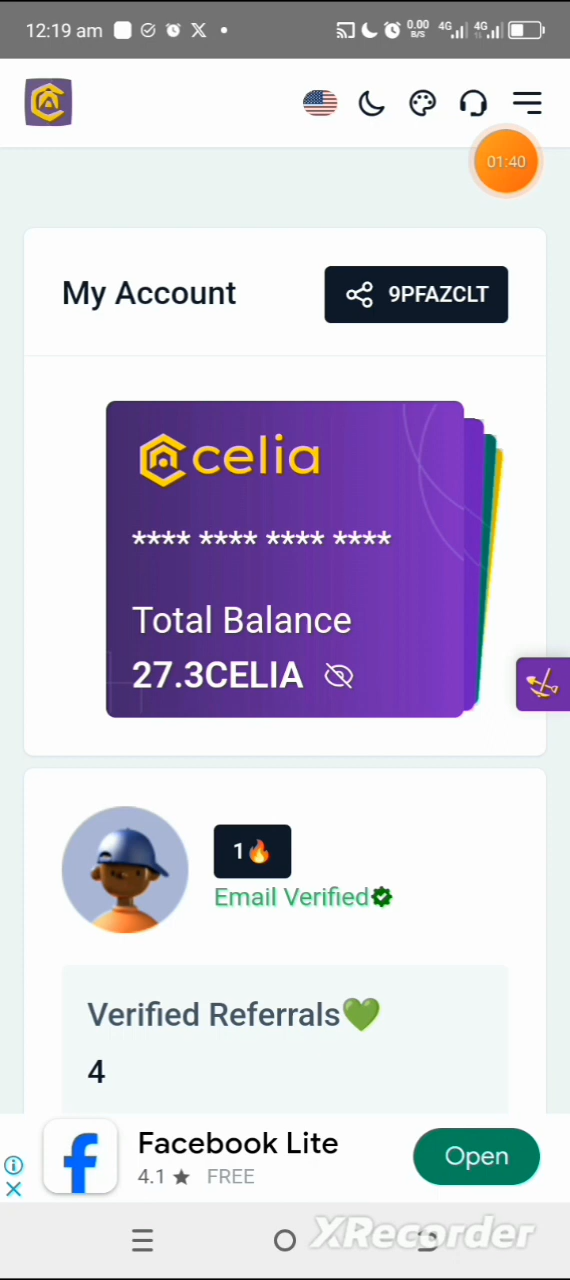 12:19 am X 0.00 B/S 4G 4G
01:40
My Account 9PFAZCLT
celia
**** **** **** ****
Total Balance
27.3CELIA
1🔥
Email Verified
Verified Referrals💚
4
Facebook Lite
4.1 ★ FREE
Open
XRecorder